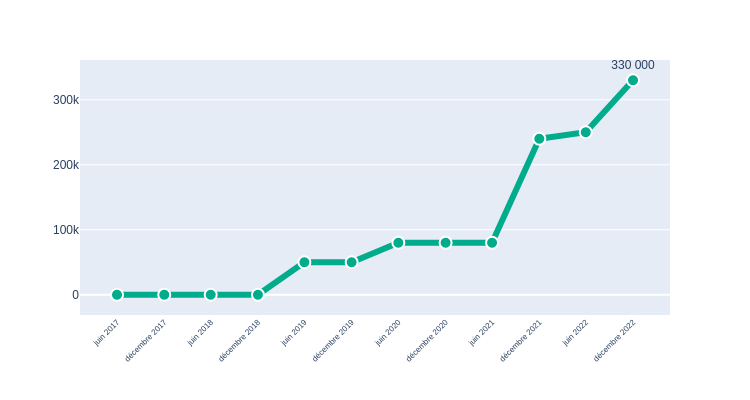 330 000
300k
200k
100k
0
juin 2017
décembre 2017
juin 2018
décembre 2018
juin 2019
décembre 2019
juin 2020
décembre 2020
juin 2021
décembre 2021
juin 2022
décembre 2022